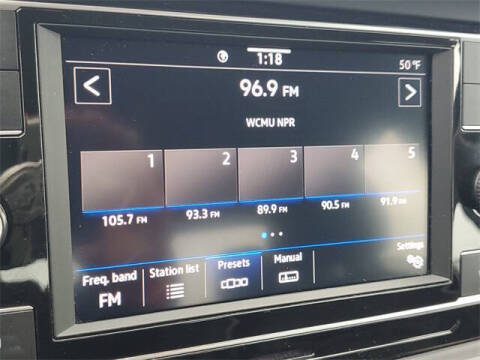 1:18
50 °F
96.9 FM
WCMU NPR
1 2 3 4 5
105.7 FM 93.3 FM 89.9 FM 90.5 FM 91.9 FM
Freq. band Station list Presets Manual Settings
FM